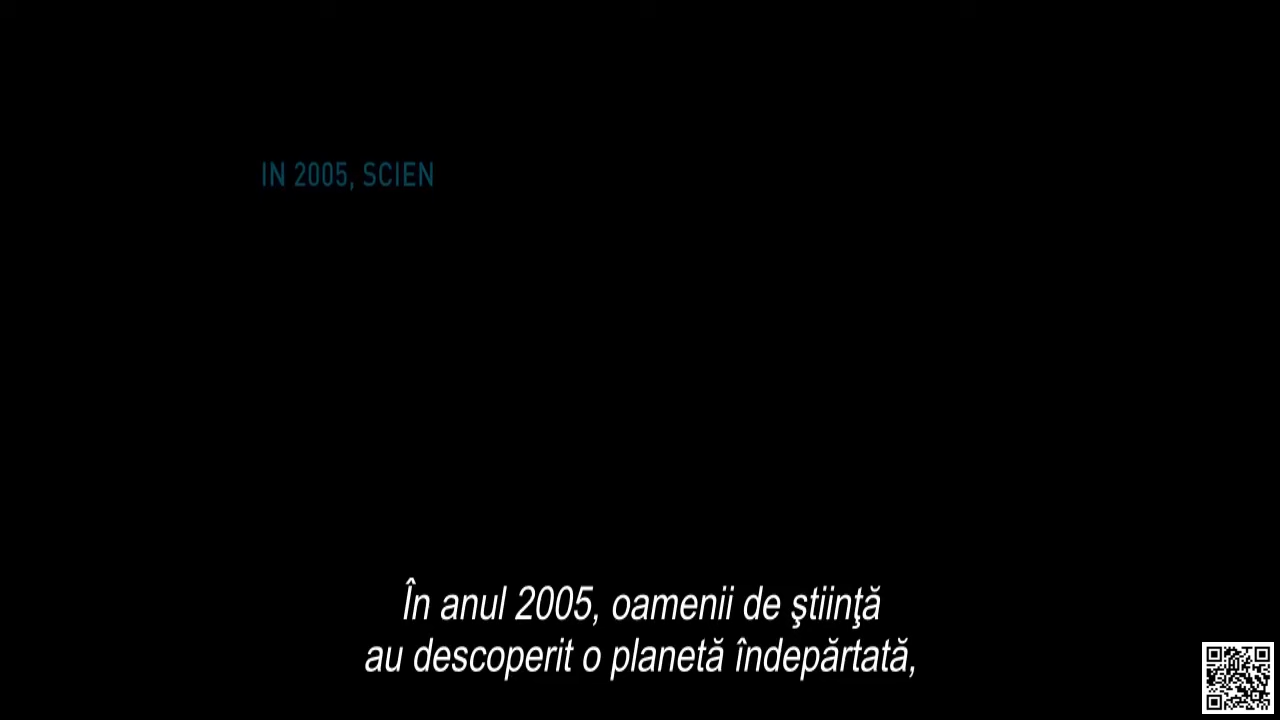 IN 2005, SCIEN
În anul 2005, oamenii de ştiinţă
au descoperit o planetă îndepărtată,